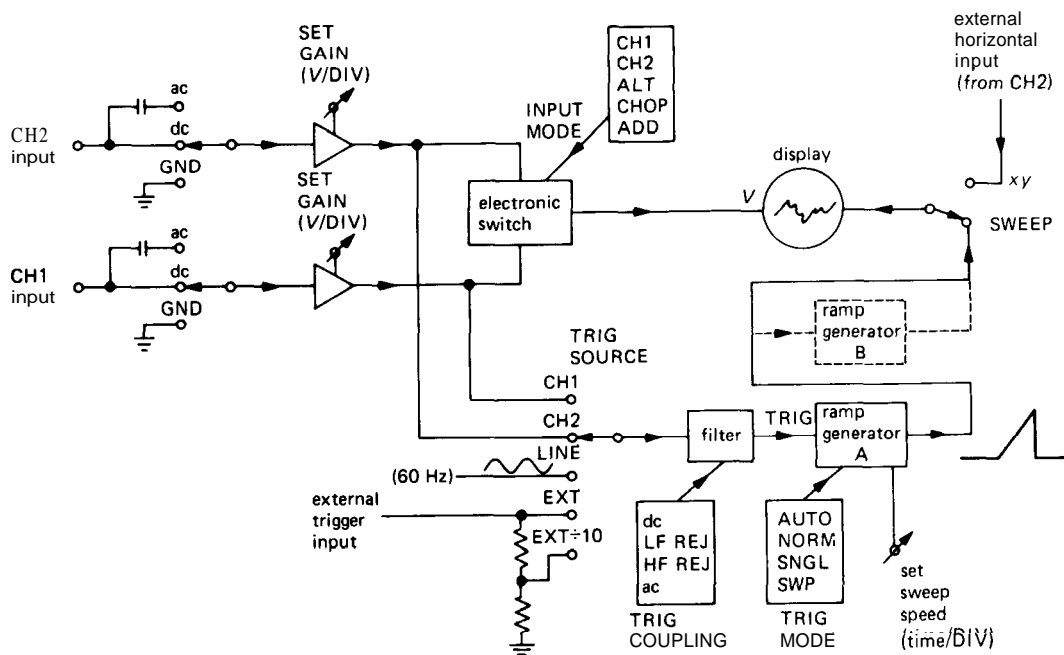 external
horizontal
input
(from CH2)
xy
SWEEP
SET
GAIN
(V/DIV)
CH1
CH2
ALT
CHOP
ADD
INPUT
MODE
ac
CH2
input
dc
GND
SET
GAIN
(V/DIV)
electronic
switch
V
display
ac
CH1
input
dc
GND
ramp
generator
B
TRIG
SOURCE
CH1
CH2
LINE
(60 Hz)
EXT
external
trigger
input
EXT÷10
filter
TRIG
ramp
generator
A
dc
LF REJ
HF REJ
ac
TRIG
COUPLING
AUTO
NORM
SNGL
SWP
TRIG
MODE
set
sweep
speed
(time/DIV)